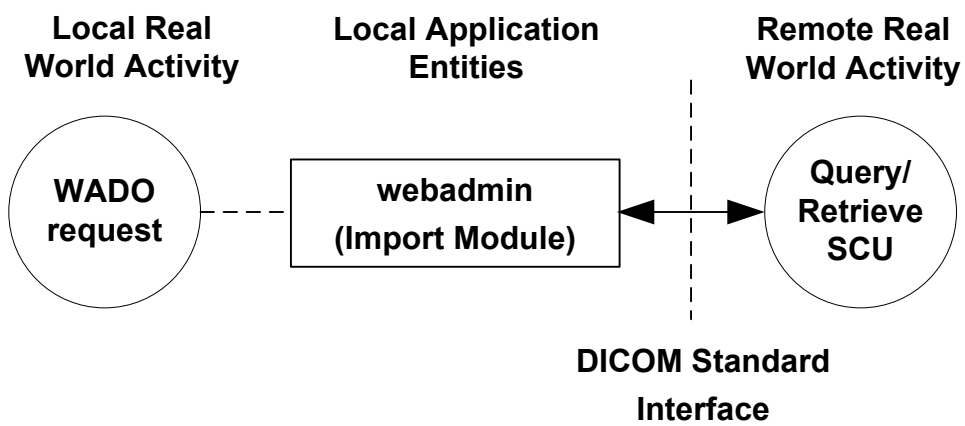 Local Real
World Activity
Local Application
Entities
Remote Real
World Activity
WADO
request
webadmin
(Import Module)
Query/
Retrieve
SCU
DICOM Standard
Interface